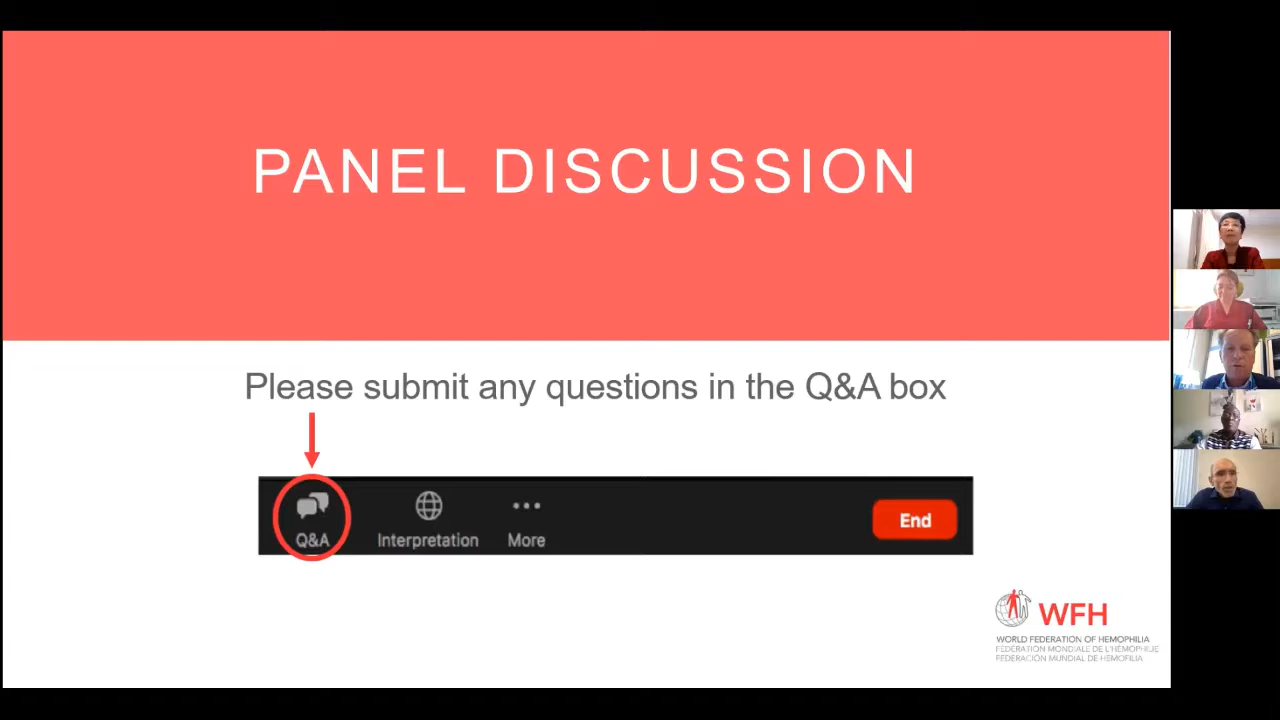 PANEL DISCUSSION
Please submit any questions in the Q&A box
Q&A
Interpretation
More
End
WFH
WORLD FEDERATION OF HEMOPHILIA
FÉDÉRATION MONDIALE DE L'HÉMOPHILIE
FEDERACIÓN MUNDIAL DE HEMOFILIA